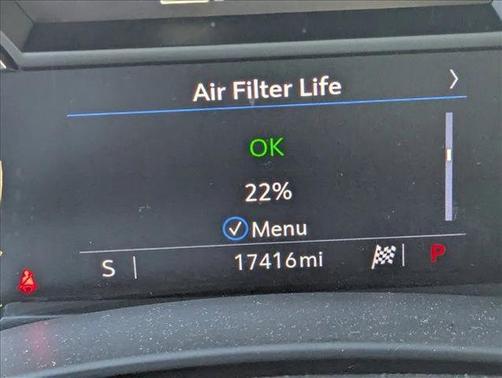 Air Filter Life
OK
22%
Menu
S 17416mi P